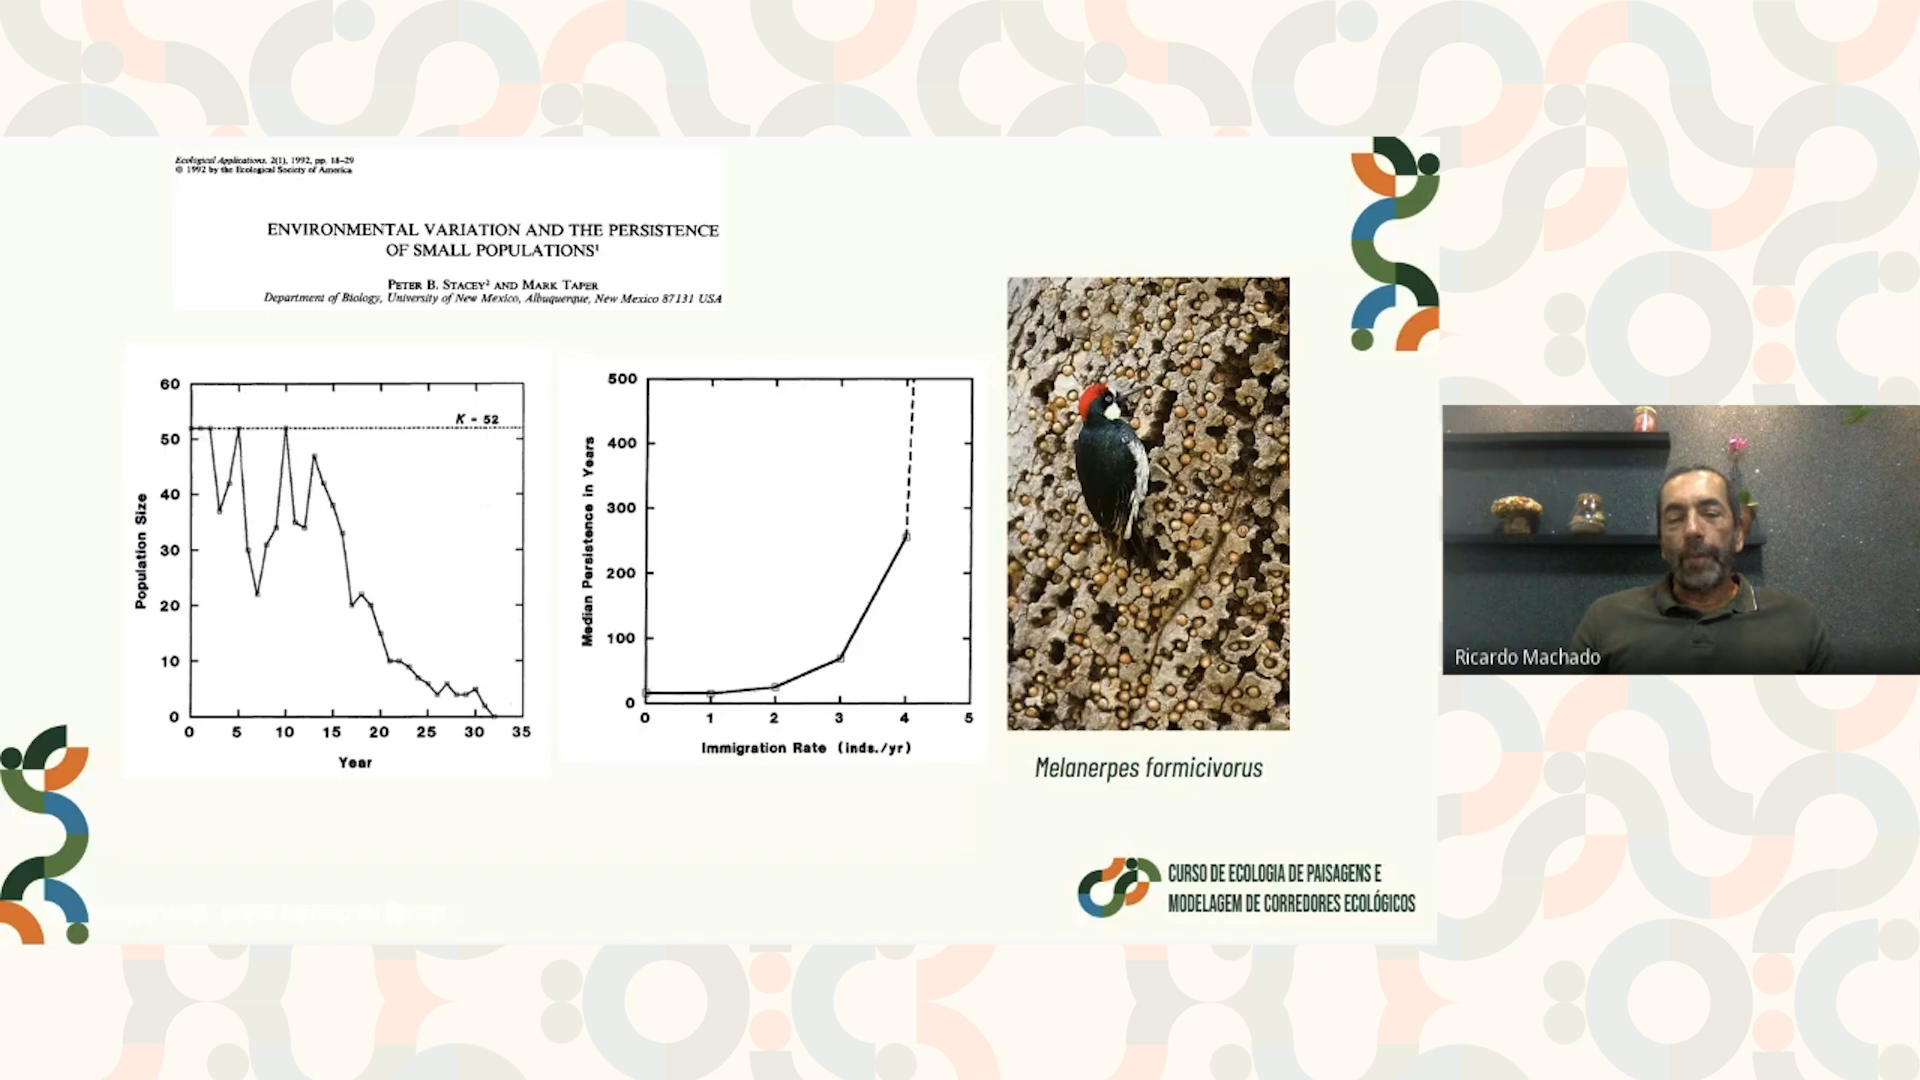 Ecological Applications, 2(1), 1992, pp. 18–29
© 1992 by the Ecological Society of America
ENVIRONMENTAL VARIATION AND THE PERSISTENCE
OF SMALL POPULATIONS¹
PETER B. STACEY² AND MARK TAPER
Department of Biology, University of New Mexico, Albuquerque, New Mexico 87131 USA
60
50
40
30
20
10
0
Population Size
K = 52
0 5 10 15 20 25 30 35
Year
500
400
300
200
100
0
Median Persistence in Years
0 1 2 3 4 5
Immigration Rate (inds./yr)
Melanerpes formicivorus
Ricardo Machado
CURSO DE ECOLOGIA DE PAISAGENS E
MODELAGEM DE CORREDORES ECOLÓGICOS